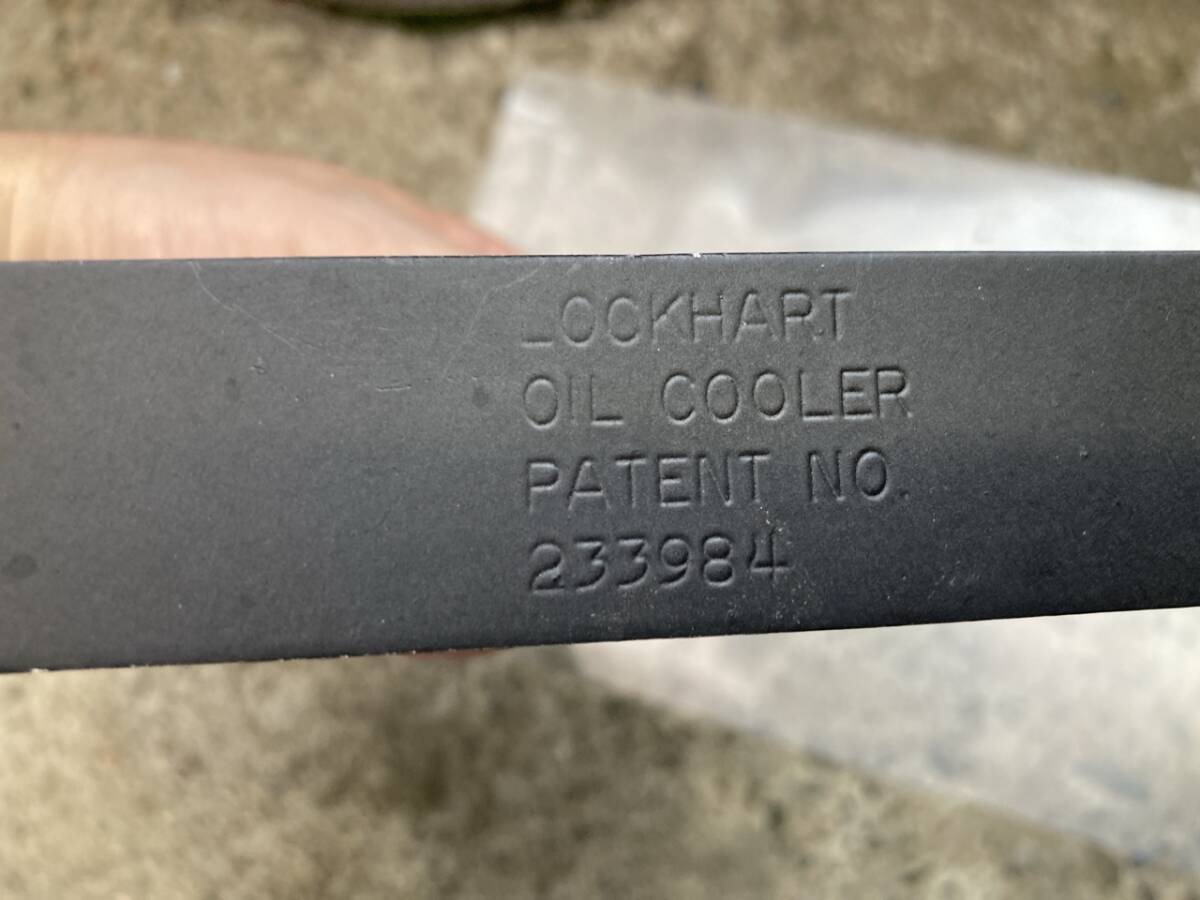 LOCKHART
OIL COOLER
PATENT NO.
233984